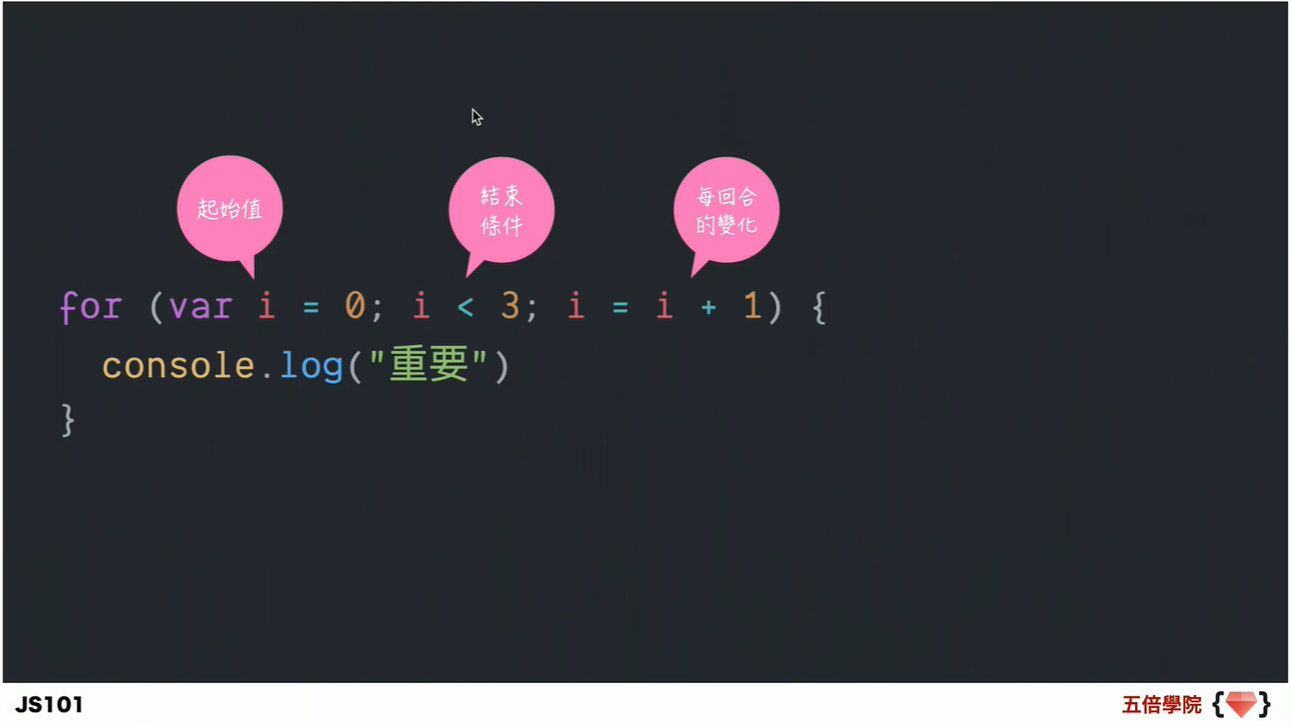 起始值
結束
條件
每回合
的變化
for (var i = 0; i < 3; i = i + 1) {
  console.log("重要")
}
JS101
五倍學院 { }